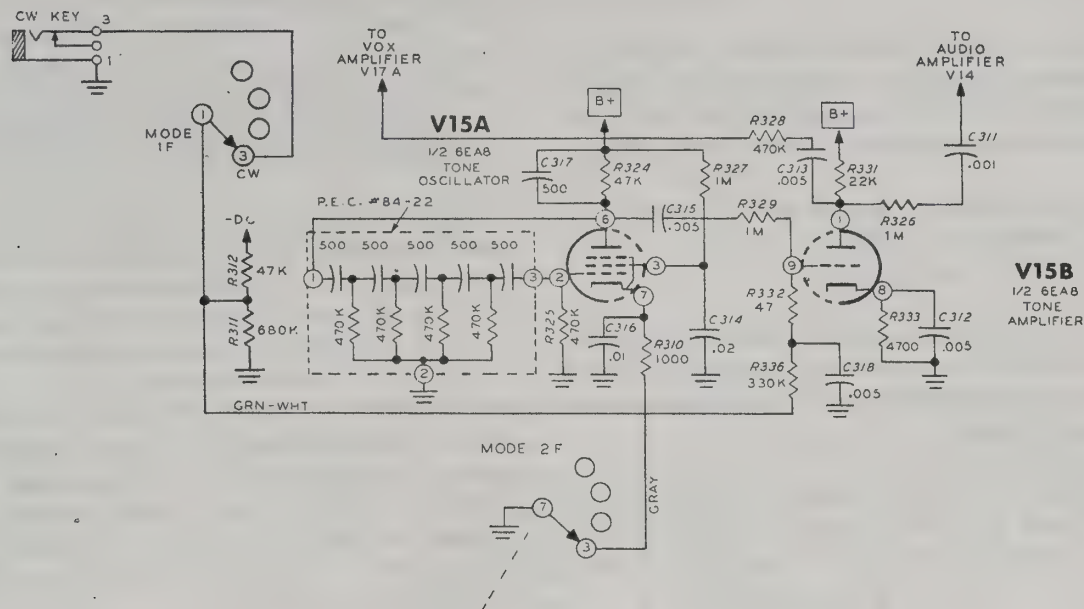 CW KEY
3
1
1
MODE
1F
3
CW
TO
VOX
AMPLIFIER
V17A
V15A
1/2 6EA8
TONE
OSCILLATOR
B+
C317
500
R324
47K
R327
1M
R328
470K
C313
.005
B+
R331
22K
TO
AUDIO
AMPLIFIER
V14
C311
.001
R326
1M
-DC
R312
47K
R311
680K
P.E.C. #84-22
500 500 500 500 500
1
3
2
470K
470K
470K
470K
2
R325
470K
6
3
7
C315
.005
R329
1M
C316
.01
R310
1000
C314
.02
1
9
8
R332
47
R336
330K
C318
.005
R333
4700
C312
.005
V15B
1/2 6EA8
TONE
AMPLIFIER
GRN-WHT
MODE 2F
7
3
GRAY